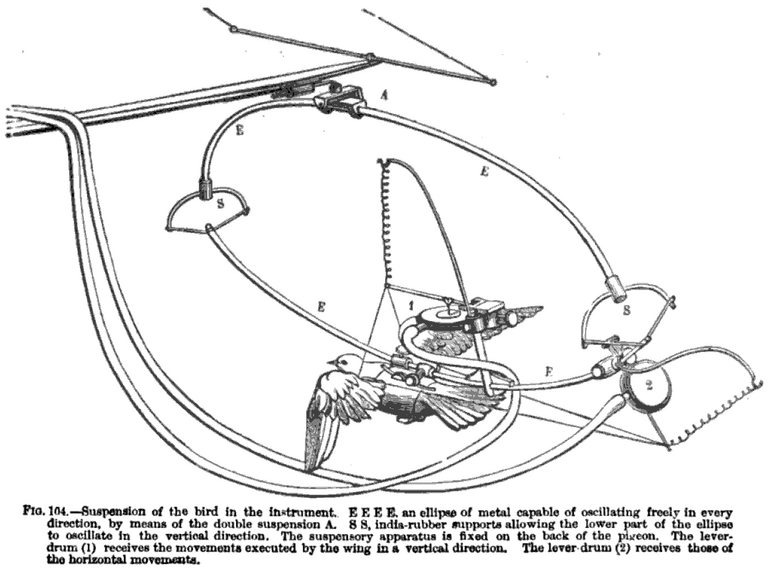 A
E
E
S
E
1
S
E
2
FIG. 104.—Suspension of the bird in the instrument. E E E E, an ellipse of metal capable of oscillating freely in every
direction, by means of the double suspension A. S S, india-rubber supports allowing the lower part of the ellipse
to oscillate in the vertical direction. The suspensory apparatus is fixed on the back of the pigeon. The lever-
drum (1) receives the movements executed by the wing in a vertical direction. The lever drum (2) receives those of
the horizontal movements.